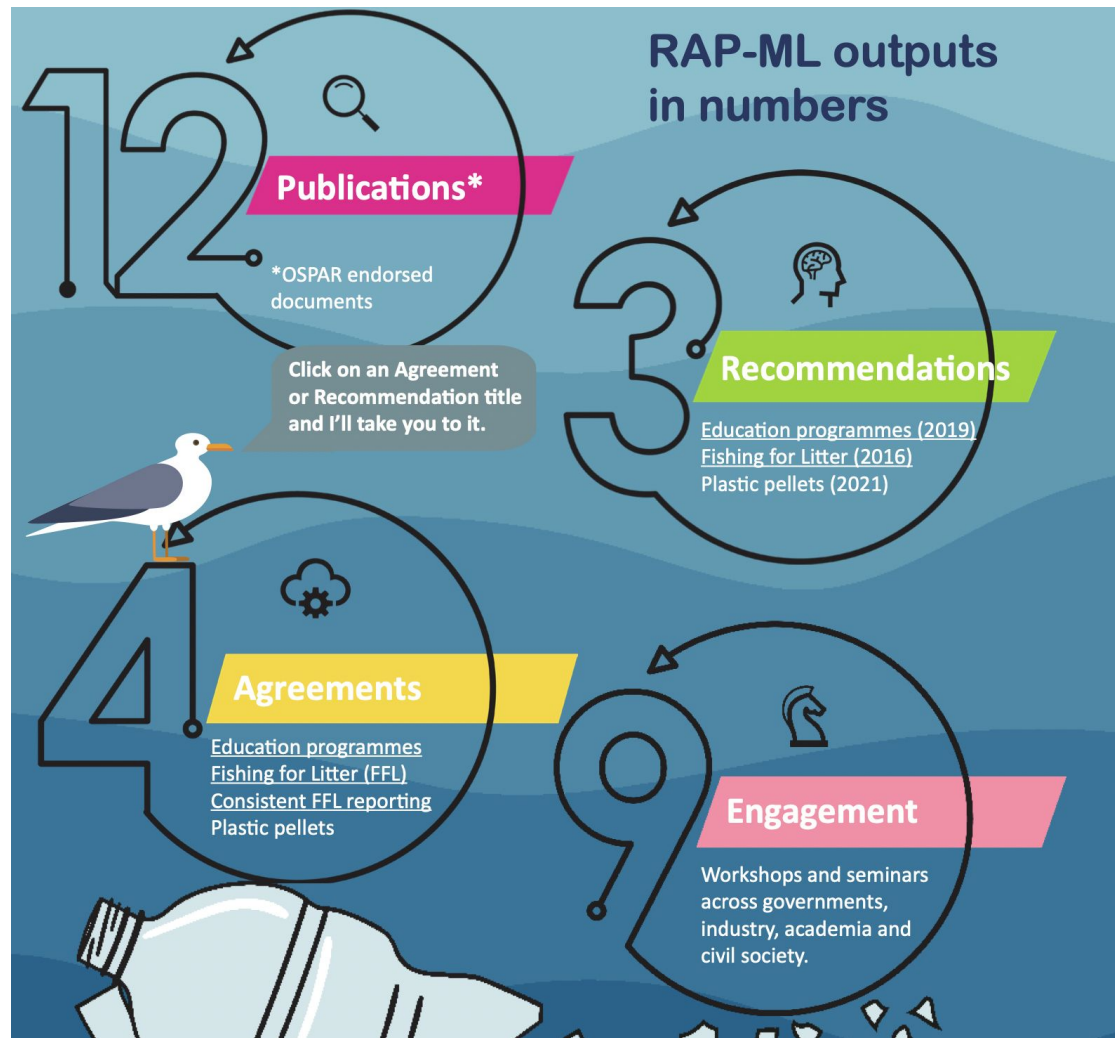 RAP-ML outputs
in numbers
12
Publications*
*OSPAR endorsed
documents
3
Recommendations
Education programmes (2019)
Fishing for Litter (2016)
Plastic pellets (2021)
Click on an Agreement
or Recommendation title
and I'll take you to it.
4
Agreements
Education programmes
Fishing for Litter (FFL)
Consistent FFL reporting
Plastic pellets
9
Engagement
Workshops and seminars
across governments,
industry, academia and
civil society.